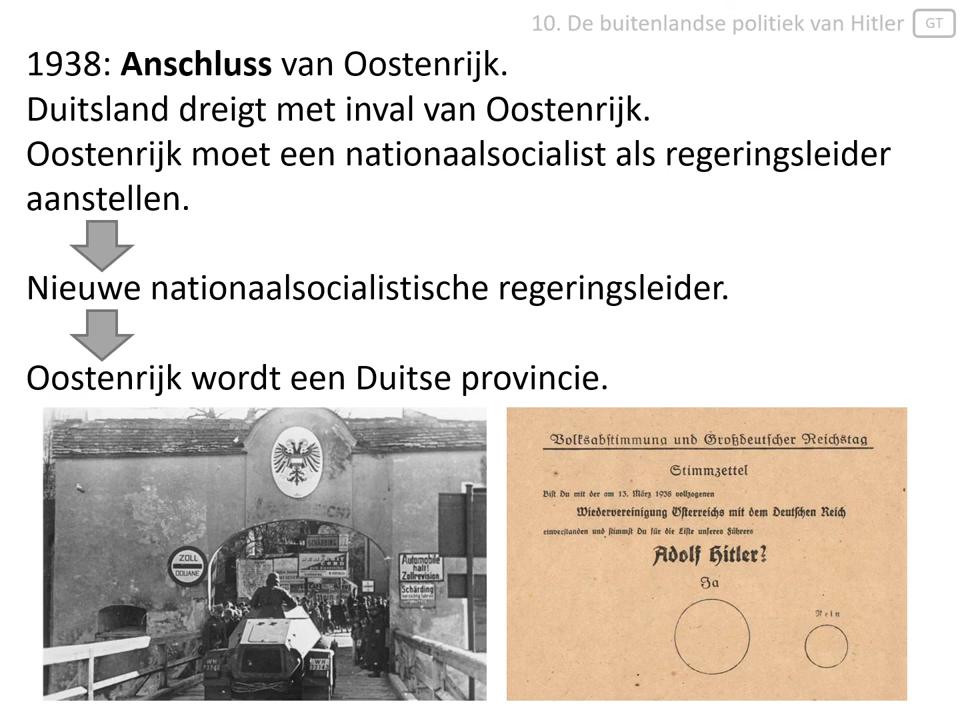 10. De buitenlandse politiek van Hitler GT
1938: Anschluss van Oostenrijk.
Duitsland dreigt met inval van Oostenrijk.
Oostenrijk moet een nationaalsocialist als regeringsleider
aanstellen.
Nieuwe nationaalsocialistische regeringsleider.
Oostenrijk wordt een Duitse provincie.
ZOLL
DOUANE
SCHÄRDING
Automobile
halt!
Zollrevision
Schärding
Volksabstimmung und Großdeutscher Reichstag
Stimmzettel
Bist Du mit der am 13. März 1938 vollzogenen
Wiedervereinigung Österreichs mit dem Deutschen Reich
einverstanden und stimmst Du für die Liste unseres Führers
Adolf Hitler?
Ja
Nein